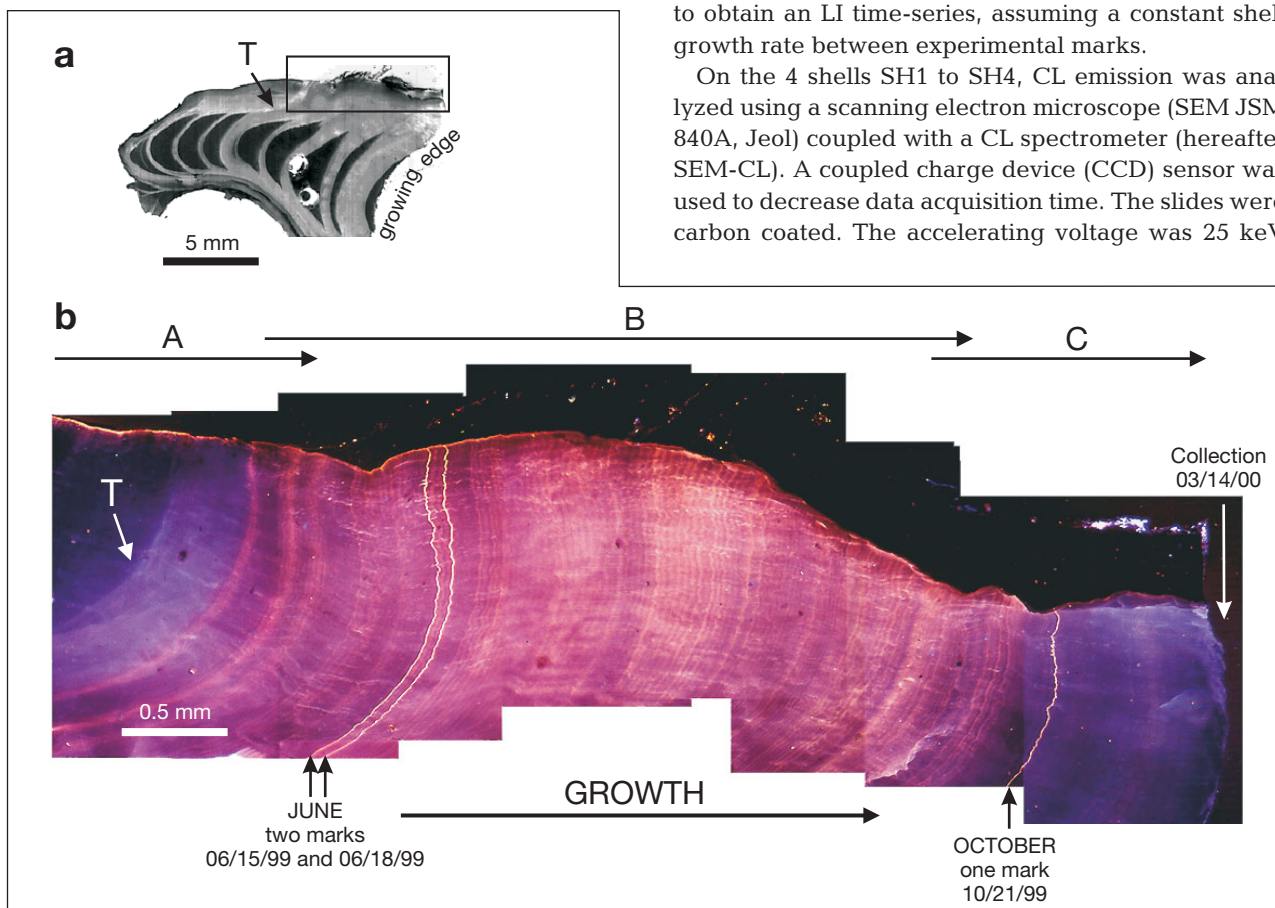 to obtain an LI time-series, assuming a constant shel
growth rate between experimental marks.
On the 4 shells SH1 to SH4, CL emission was ana
lyzed using a scanning electron microscope (SEM JSM
840A, Jeol) coupled with a CL spectrometer (hereafte
SEM-CL). A coupled charge device (CCD) sensor wa
used to decrease data acquisition time. The slides were
carbon coated. The accelerating voltage was 25 keV
a
T
growing edge
5 mm
b
A
B
C
Collection
03/14/00
T
0.5 mm
JUNE
two marks
06/15/99 and 06/18/99
GROWTH
OCTOBER
one mark
10/21/99